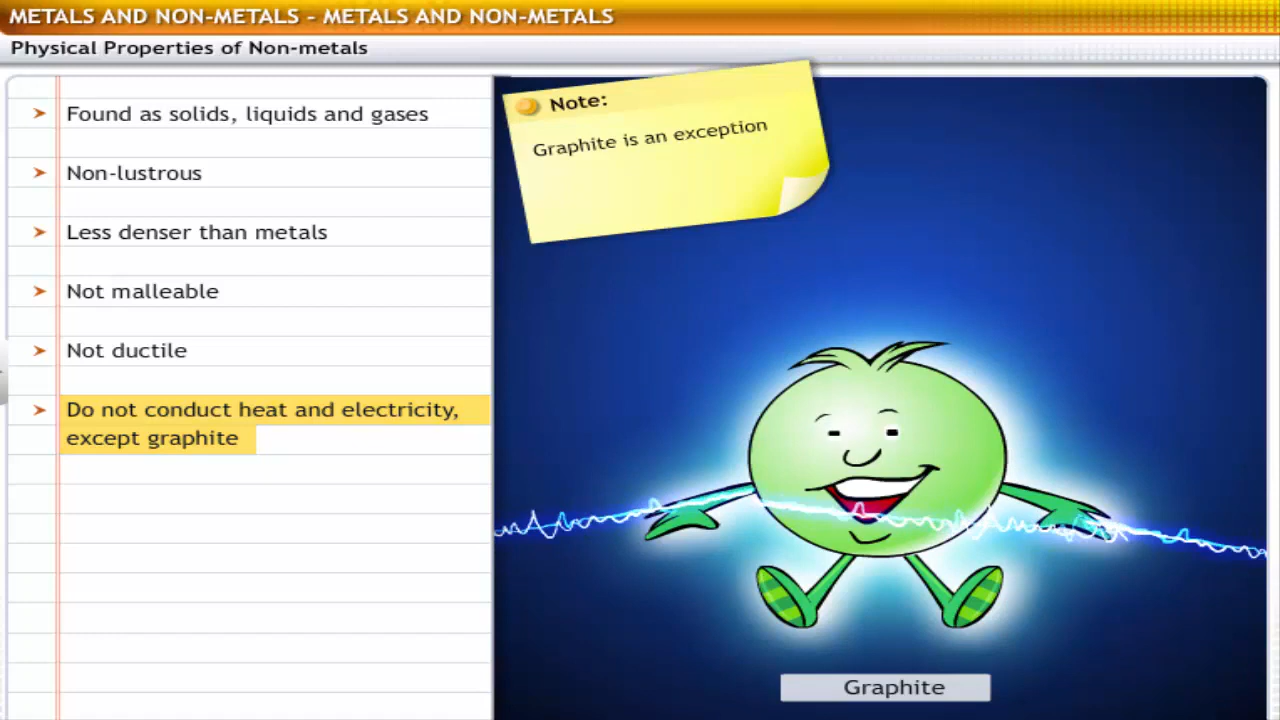 METALS AND NON-METALS - METALS AND NON-METALS
Physical Properties of Non-metals
Found as solids, liquids and gases
Non-lustrous
Less denser than metals
Not malleable
Not ductile
Do not conduct heat and electricity,
except graphite
Note:
Graphite is an exception
Graphite